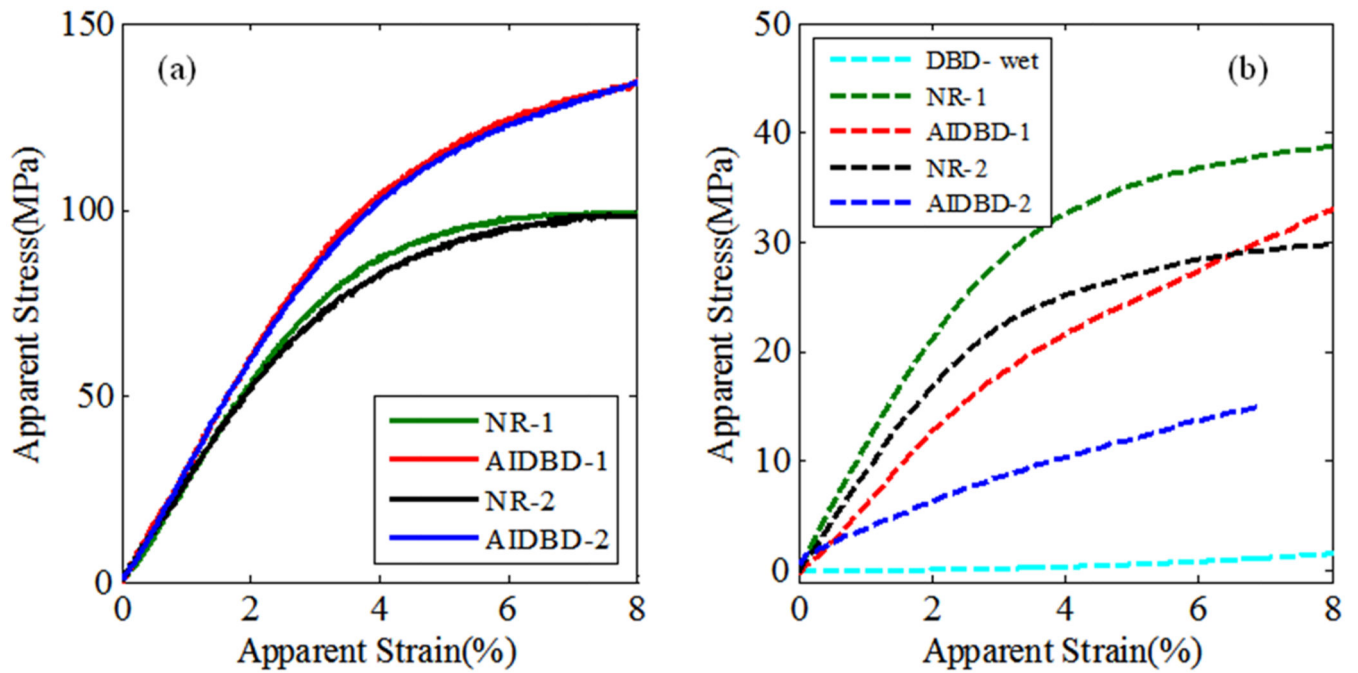 (a)
Apparent Stress(MPa)
150
100
50
0
0 2 4 6 8
Apparent Strain(%)
NR-1
AIDBD-1
NR-2
AIDBD-2
(b)
Apparent Stress(MPa)
50
40
30
20
10
0
0 2 4 6 8
Apparent Strain(%)
DBD- wet
NR-1
AIDBD-1
NR-2
AIDBD-2